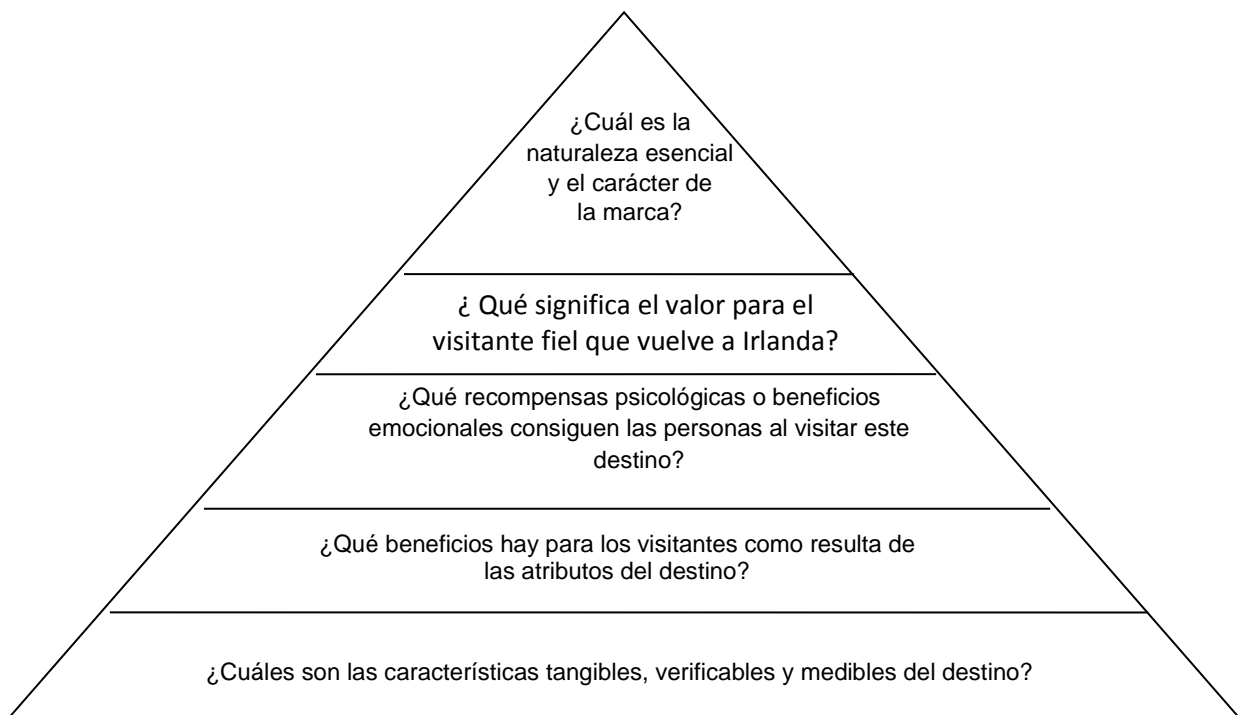 ¿Cuál es la
naturaleza esencial
y el carácter de
la marca?
¿ Qué significa el valor para el
visitante fiel que vuelve a Irlanda?
¿Qué recompensas psicológicas o beneficios
emocionales consiguen las personas al visitar este
destino?
¿Qué beneficios hay para los visitantes como resulta de
las atributos del destino?
¿Cuáles son las características tangibles, verificables y medibles del destino?